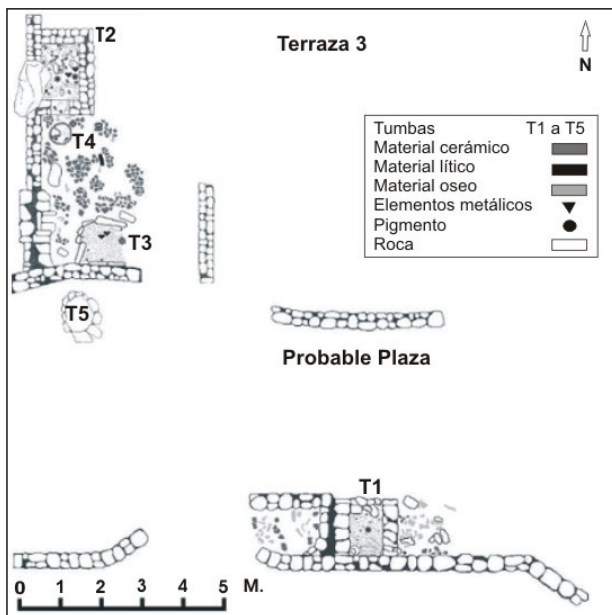 T2
Terraza 3
N
T4
Tumbas T1 a T5
Material cerámico
Material lítico
Material oseo
Elementos metálicos
Pigmento
Roca
T3
T5
Probable Plaza
T1
0 1 2 3 4 5 M.